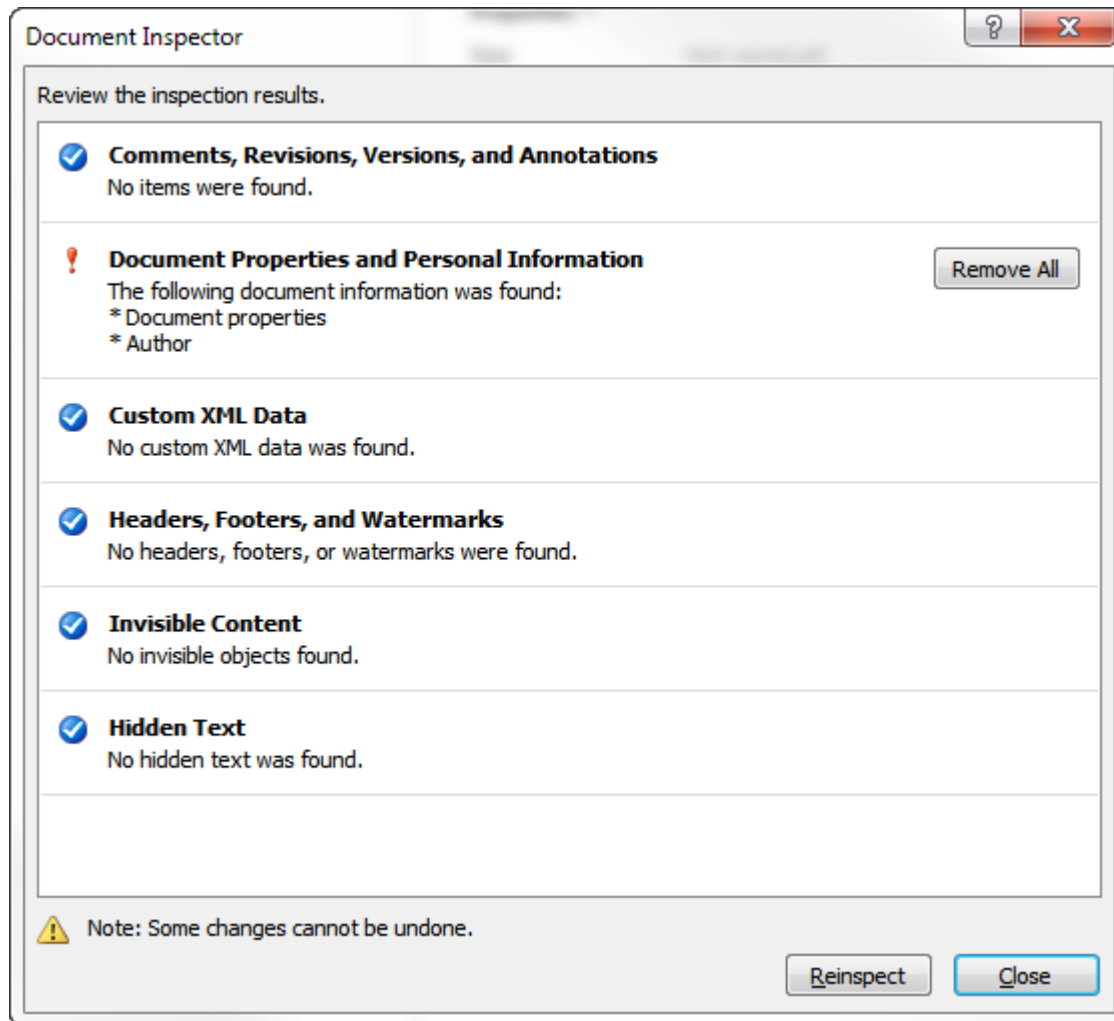 Document Inspector
Review the inspection results.
Comments, Revisions, Versions, and Annotations
No items were found.
Document Properties and Personal Information
Remove All
The following document information was found:
* Document properties
* Author
Custom XML Data
No custom XML data was found.
Headers, Footers, and Watermarks
No headers, footers, or watermarks were found.
Invisible Content
No invisible objects found.
Hidden Text
No hidden text was found.
Note: Some changes cannot be undone.
Reinspect
Close